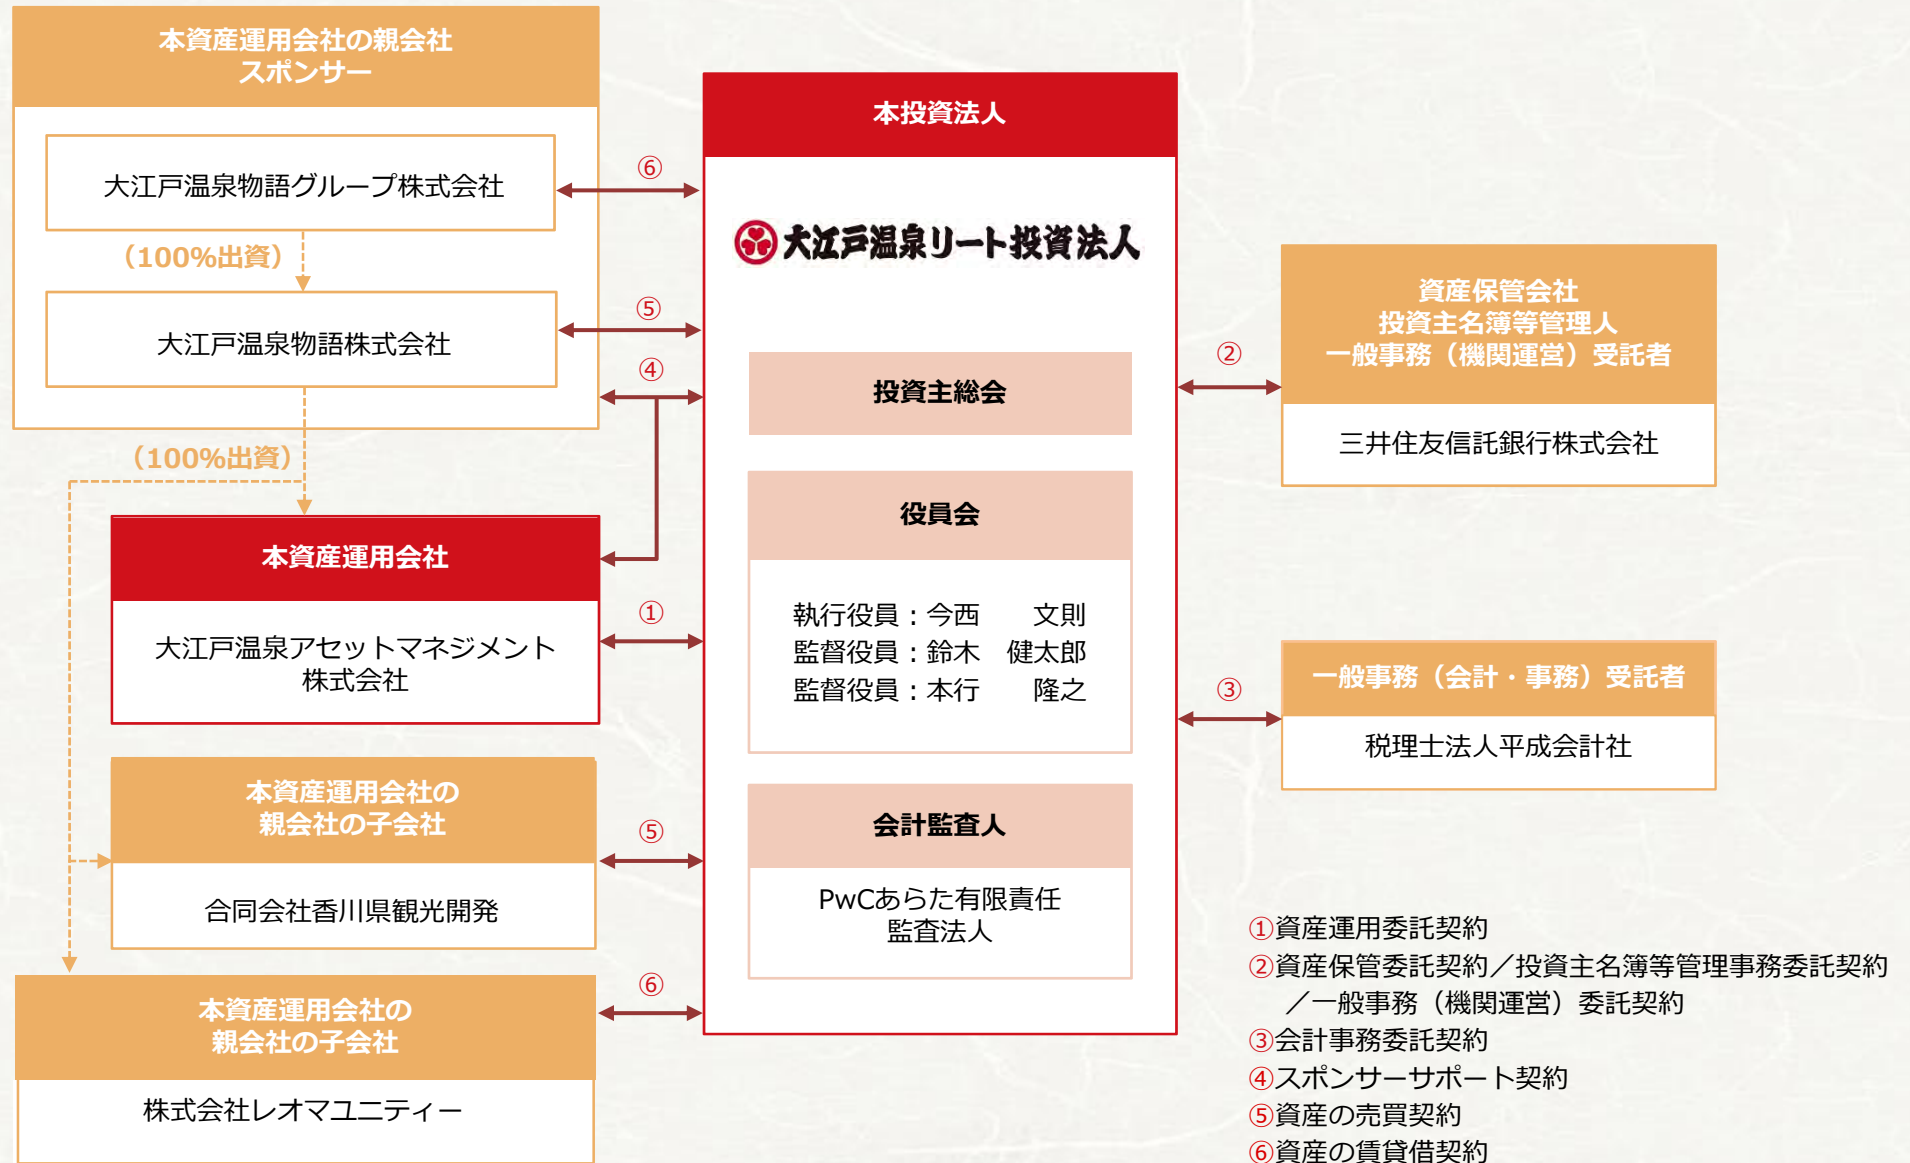 本資産運用会社の親会社
スポンサー
大江戸温泉物語グループ株式会社
(100%出資)
大江戸温泉物語株式会社
(100%出資)
本資産運用会社
大江戸温泉アセットマネジメント
株式会社
本資産運用会社の
親会社の子会社
合同会社香川県観光開発
本資産運用会社の
親会社の子会社
株式会社レオマユニティー
⑥
⑤
④
①
⑤
⑥
本投資法人
大江戸温泉リート投資法人
投資主総会
役員会
執行役員：今西　　文則
監督役員：鈴木　健太郎
監督役員：本行　　隆之
会計監査人
PwCあらた有限責任
監査法人
②
③
資産保管会社
投資主名簿等管理人
一般事務（機関運営）受託者
三井住友信託銀行株式会社
一般事務（会計・事務）受託者
税理士法人平成会計社
①資産運用委託契約
②資産保管委託契約／投資主名簿等管理事務委託契約
／一般事務（機関運営）委託契約
③会計事務委託契約
④スポンサーサポート契約
⑤資産の売買契約
⑥資産の賃貸借契約